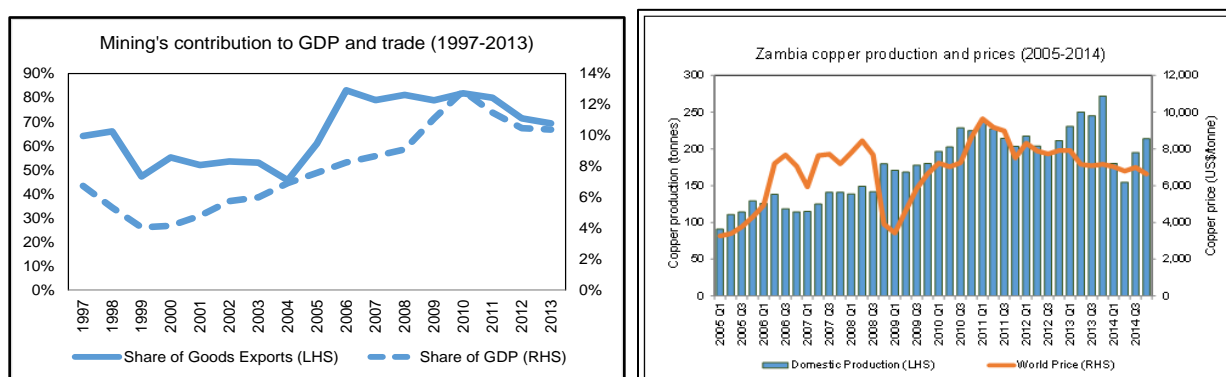 Mining's contribution to GDP and trade (1997-2013)
90%
80%
70%
60%
50%
40%
30%
20%
10%
0%
14%
12%
10%
8%
6%
4%
2%
0%
1997
1998
1999
2000
2001
2002
2003
2004
2005
2006
2007
2008
2009
2010
2011
2012
2013
Share of Goods Exports (LHS)
Share of GDP (RHS)
Zambia copper production and prices (2005-2014)
Copper production (tonnes)
300
250
200
150
100
50
0
12,000
10,000
8,000
6,000
4,000
2,000
0
Copper price (US$/tonne)
2005 Q1
2005 Q3
2006 Q1
2006 Q3
2007 Q1
2007 Q3
2008 Q1
2008 Q3
2009 Q1
2009 Q3
2010 Q1
2010 Q3
2011 Q1
2011 Q3
2012 Q1
2012 Q3
2013 Q1
2013 Q3
2014 Q1
2014 Q3
Domestic Production (LHS)
World Price (RHS)